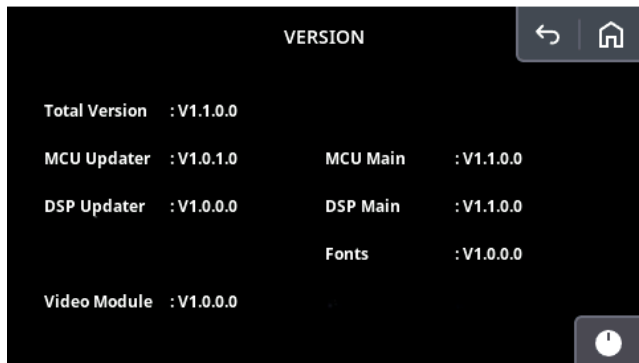 VERSION
Total Version : V1.1.0.0
MCU Updater : V1.0.1.0 MCU Main : V1.1.0.0
DSP Updater : V1.0.0.0 DSP Main : V1.1.0.0
Fonts : V1.0.0.0
Video Module : V1.0.0.0